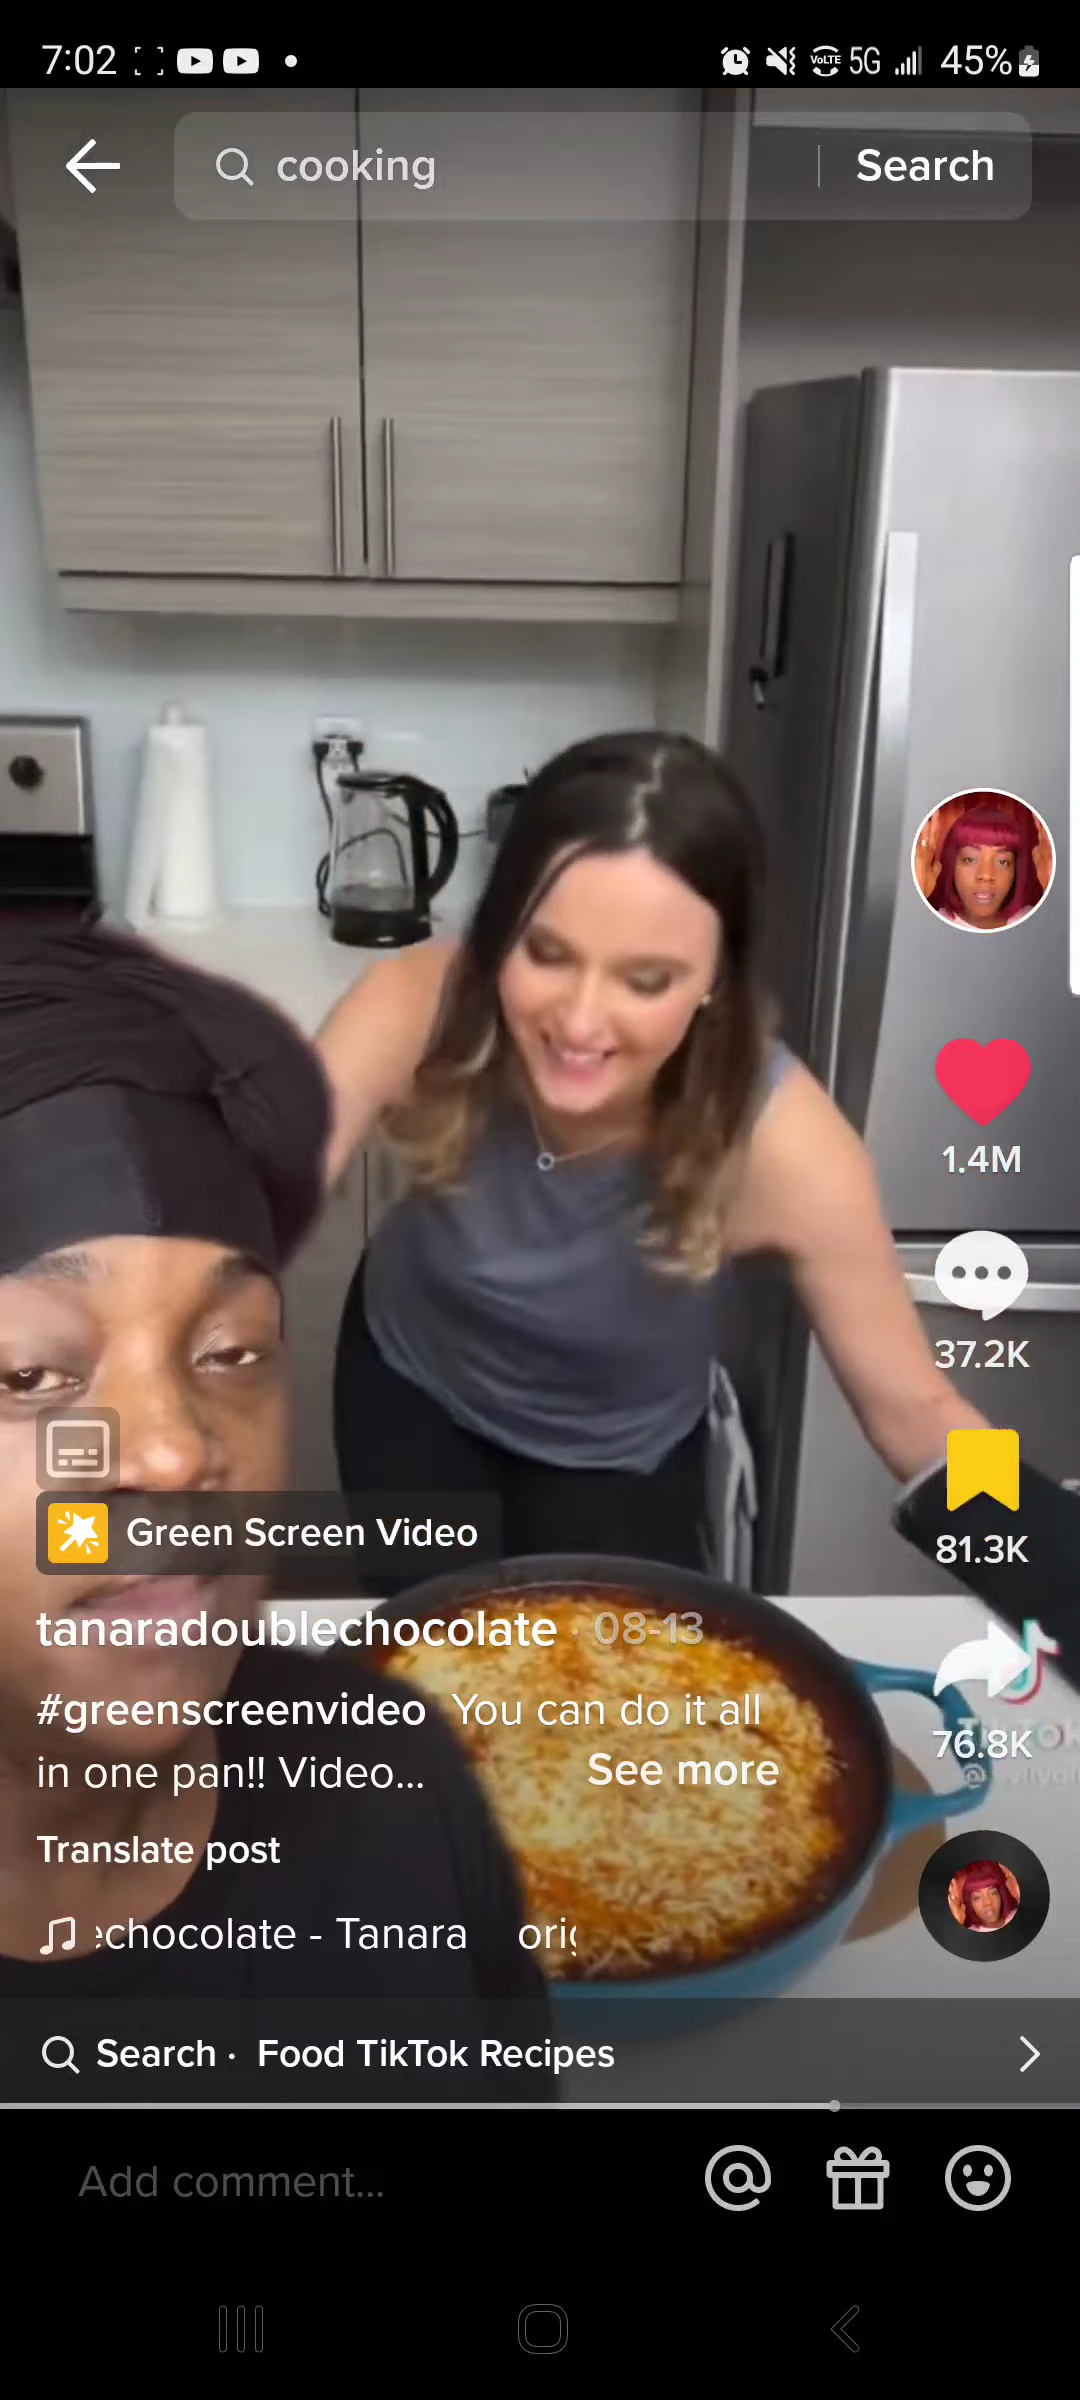 7:02
VoLTE 5G 45%
cooking Search
1.4M
37.2K
81.3K
Green Screen Video
tanaradoublechocolate · 08-13
#greenscreenvideo You can do it all
in one pan!! Video... See more
76.8K
Translate post
echocolate - Tanara orig
Search · Food TikTok Recipes
Add comment...